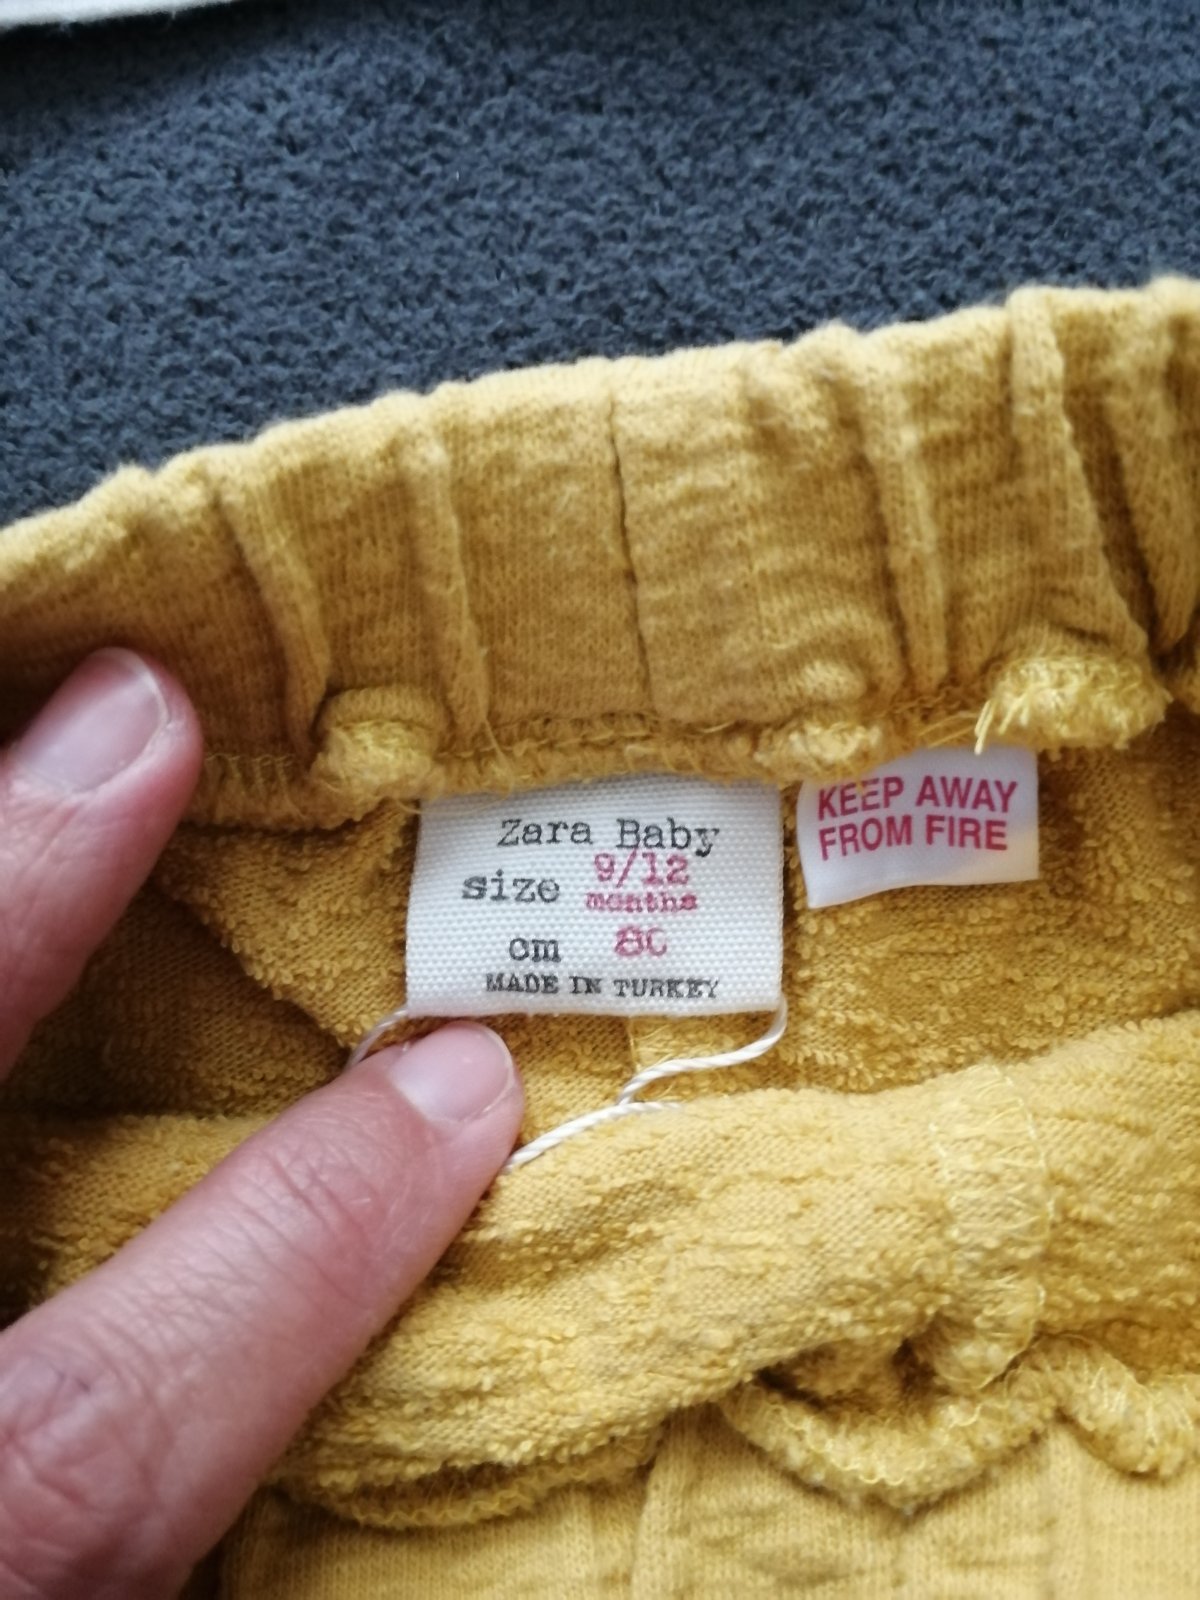 Zara Baby
size 9/12
months
cm 80
MADE IN TURKEY
KEEP AWAY
FROM FIRE